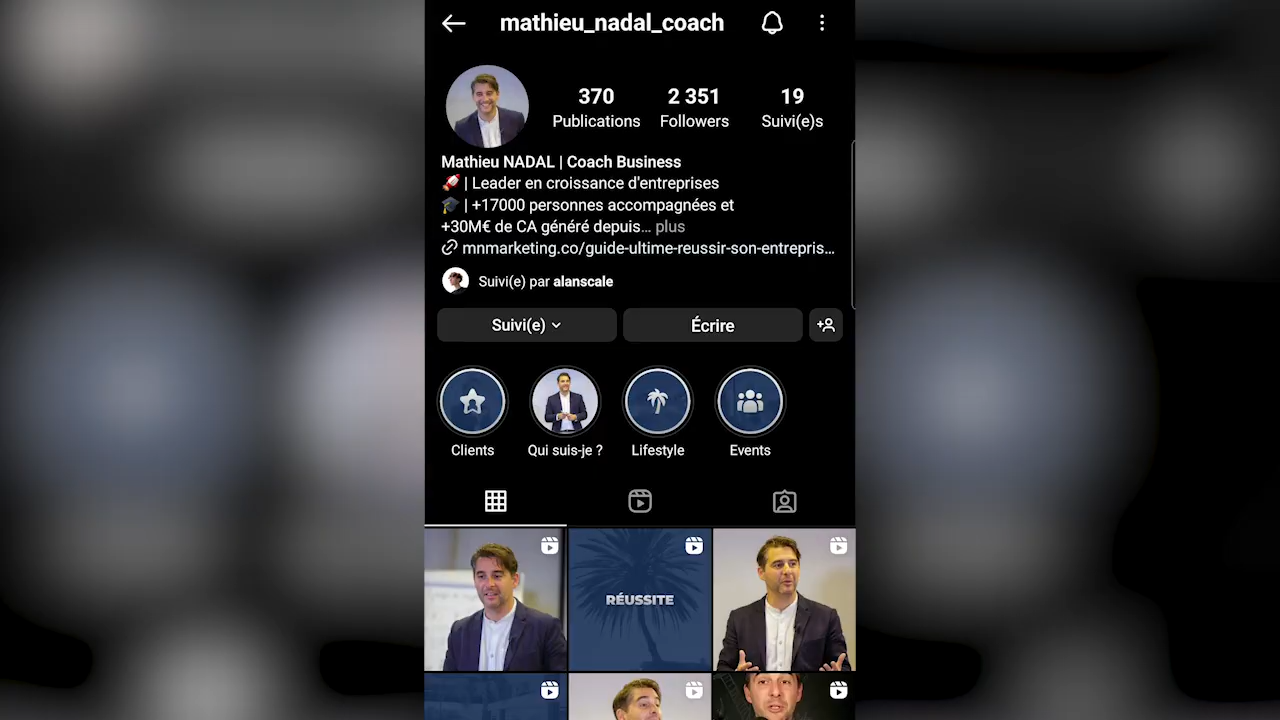 mathieu_nadal_coach
370
2 351
19
Publications
Followers
Suivi(e)s
Mathieu NADAL | Coach Business
🚀 | Leader en croissance d'entreprises
🎓 | +17000 personnes accompagnées et
+30M€ de CA généré depuis... plus
mnmarketing.co/guide-ultime-reussir-son-entrepris...
Suivi(e) par alanscale
Suivi(e)
Écrire
Clients
Qui suis-je ?
Lifestyle
Events
RÉUSSITE